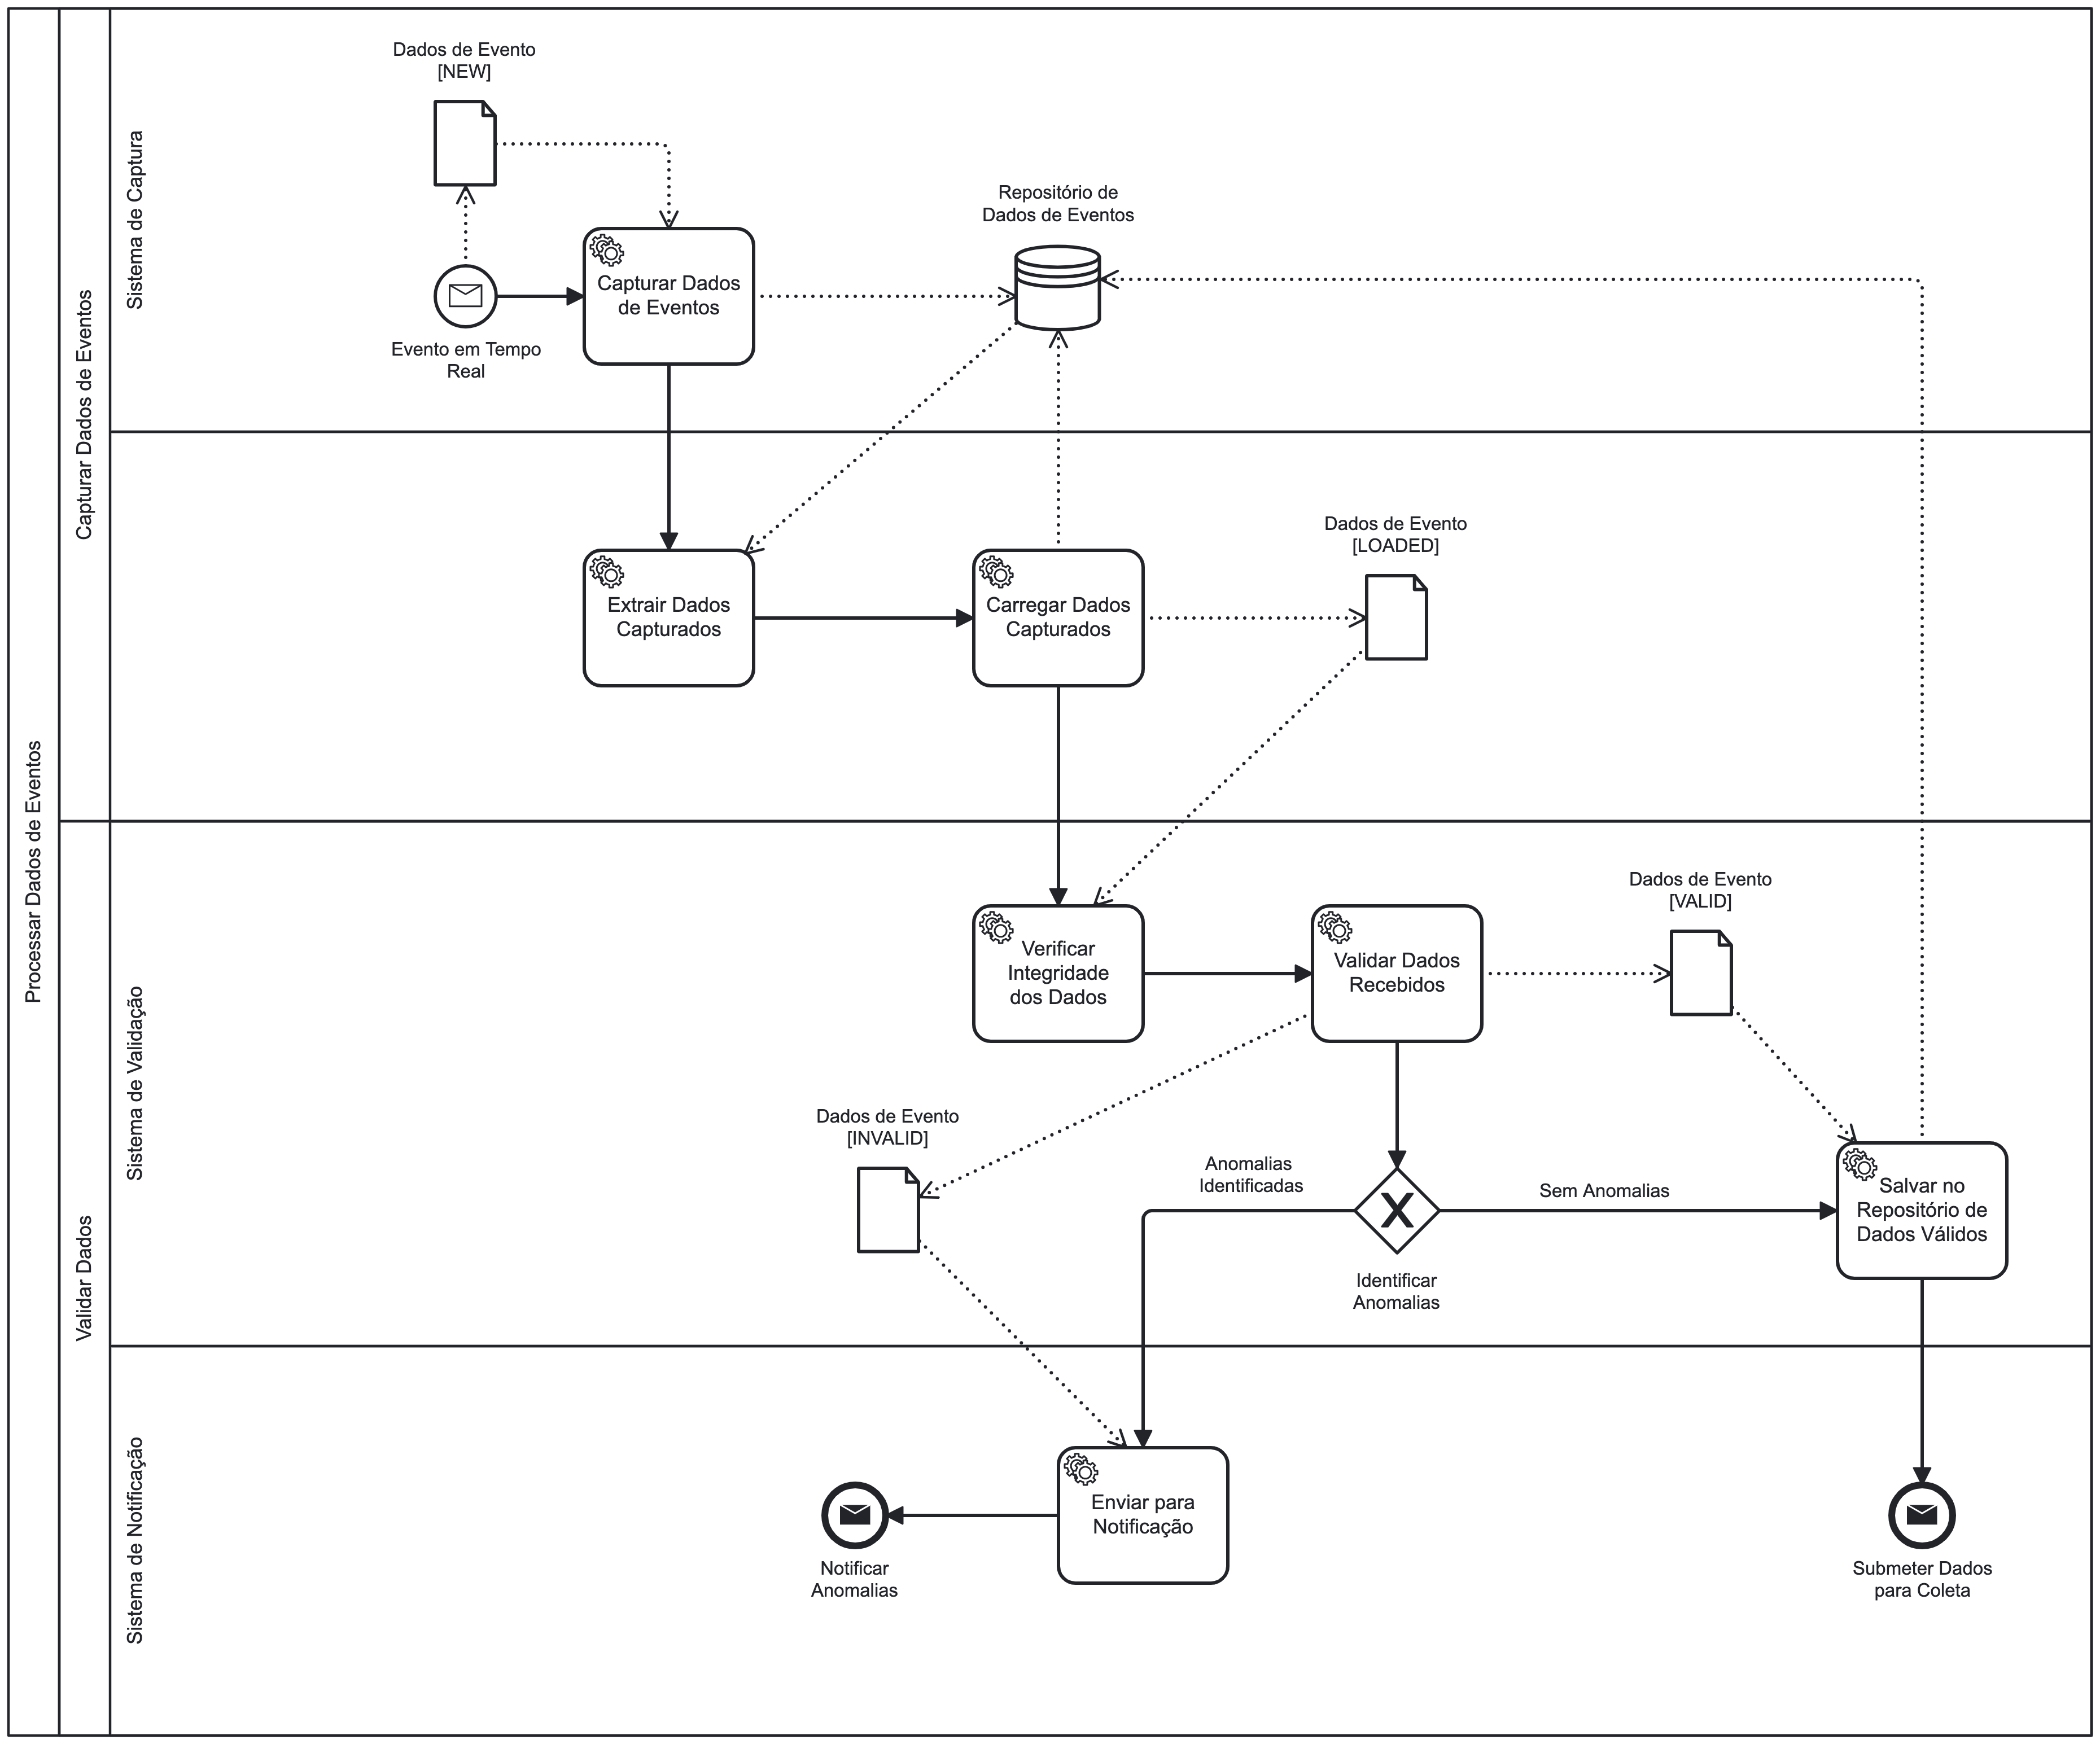 Processar Dados de Eventos
Capturar Dados de Eventos
Sistema de Captura
Dados de Evento
[NEW]
Evento em Tempo
Real
Capturar Dados
de Eventos
Repositório de
Dados de Eventos
Extrair Dados
Capturados
Carregar Dados
Capturados
Dados de Evento
[LOADED]
Validar Dados
Sistema de Validação
Verificar
Integridade
dos Dados
Validar Dados
Recebidos
Dados de Evento
[VALID]
Dados de Evento
[INVALID]
Anomalias
Identificadas
Sem Anomalias
Identificar
Anomalias
Salvar no
Repositório de
Dados Válidos
Sistema de Notificação
Notificar
Anomalias
Enviar para
Notificação
Submeter Dados
para Coleta